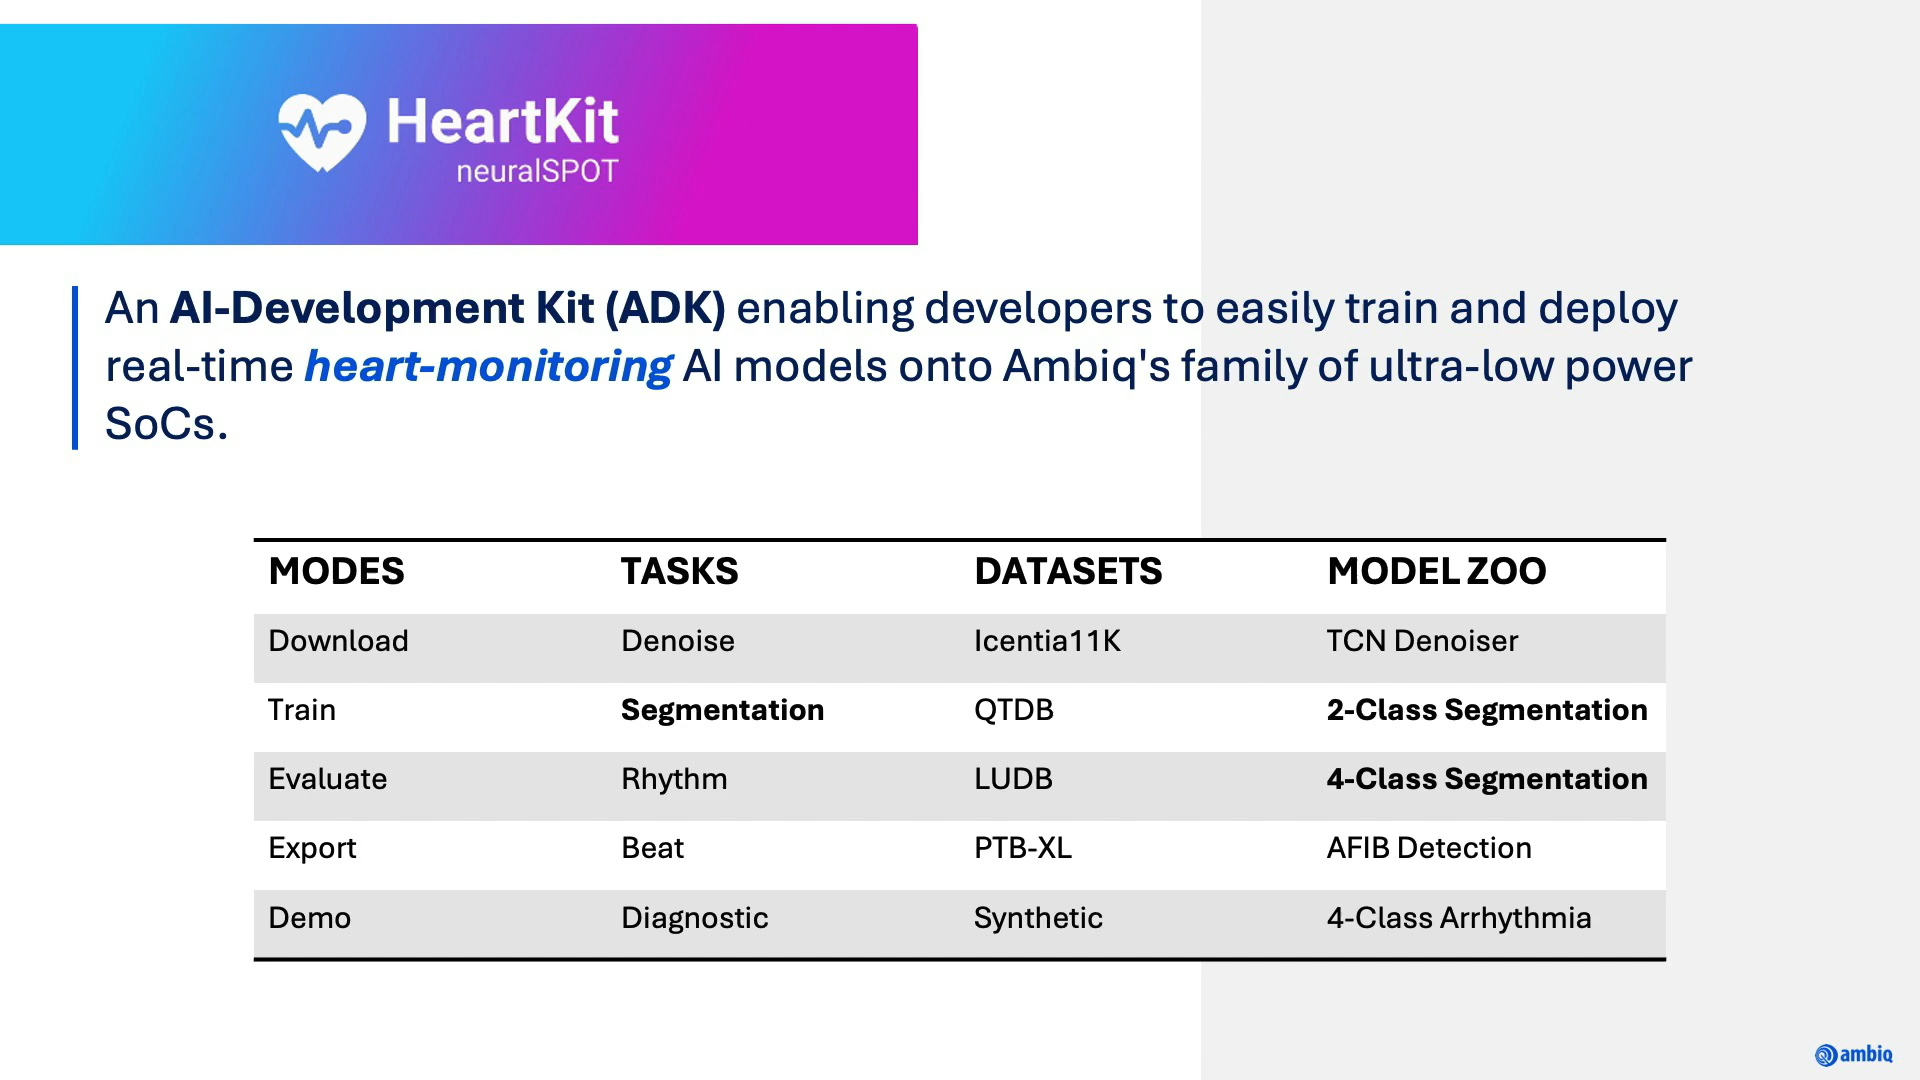 HeartKit
neuralSPOT
An AI-Development Kit (ADK) enabling developers to easily train and deploy
real-time heart-monitoring AI models onto Ambiq's family of ultra-low power
SoCs.
MODES TASKS DATASETS MODEL ZOO
Download Denoise Icentia11K TCN Denoiser
Train Segmentation QTDB 2-Class Segmentation
Evaluate Rhythm LUDB 4-Class Segmentation
Export Beat PTB-XL AFIB Detection
Demo Diagnostic Synthetic 4-Class Arrhythmia
ambiq